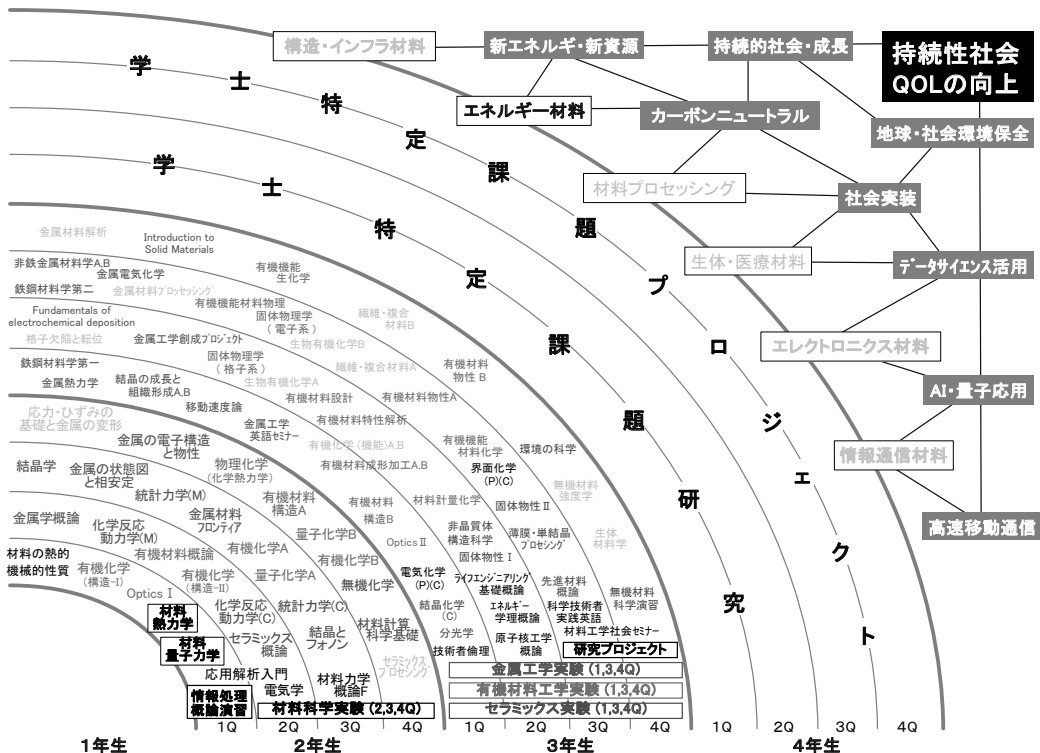 構造・インフラ材料
新エネルギ・新資源
持続的社会・成長
持続性社会
QOLの向上
エネルギー材料
カーボンニュートラル
地球・社会環境保全
材料プロセッシング
社会実装
生体・医療材料
データサイエンス活用
エレクトロニクス材料
AI・量子応用
情報通信材料
高速移動通信
学士特定課題プロジェクト
学士特定課題研究
金属材料解析
Introduction to
Solid Materials
非鉄金属材料学A,B
金属電気化学
有機機能
生化学
鉄鋼材料学第二
金属材料プロッセッシング
有機機能材料物理
Fundamentals of
electrochemical deposition
固体物理学
(電子系)
繊維・複合
材料B
格子欠陥と転位
金属工学創成プロジェクト
生物有機化学B
鉄鋼材料学第一
固体物理学
(格子系)
繊維・複合材料A
有機材料
物性 B
金属熱力学
結晶の成長と
組織形成A,B
生物有機化学A
有機材料設計
有機材料物性A
移動速度論
応力・ひずみの
基礎と金属の変形
金属工学
英語セミナー
有機材料特性解析
金属の電子構造
と物性
有機化学(機能)A,B
有機機能
材料化学
環境の科学
結晶学
金属の状態図
と相安定
物理化学
(化学熱力学)
有機材料成形加工A,B
界面化学
(P)(C)
無機材料
強度学
統計力学(M)
有機材料
構造A
有機材料
構造B
材料計量化学
固体物性Ⅱ
金属学概論
化学反応
動力学(M)
金属材料
フロンティア
量子化学B
OpticsⅡ
非晶質体
構造科学
薄膜・単結晶
プロセシング
生体
材料学
材料の熱的
機械的性質
有機材料概論
有機化学A
有機化学B
固体物性Ⅰ
有機化学
(構造-I)
有機化学
(構造-II)
量子化学A
無機化学
電気化学
(P)(C)
ライフエンジニアリング
基礎概論
先進材料
概論
無機材料
科学演習
OpticsⅠ
化学反応
動力学(C)
統計力学(C)
結晶化学
(C)
エネルギー
学理概論
科学技術者
実践英語
材料
熱力学
セラミックス
概論
結晶と
フォノン
材料計算
科学基礎
分光学
原子核工学
概論
材料工学社会セミナー
材料
量子力学
技術者倫理
研究プロジェクト
応用解析入門
セラミックス
プロセシング
金属工学実験 (1,3,4Q)
情報処理
概論演習
電気学
材料力学
概論F
有機材料工学実験 (1,3,4Q)
材料科学実験 (2,3,4Q)
セラミックス実験 (1,3,4Q)
1Q 2Q 3Q 4Q 1Q 2Q 3Q 4Q 1Q 2Q 3Q 4Q
1年生 2年生 3年生 4年生